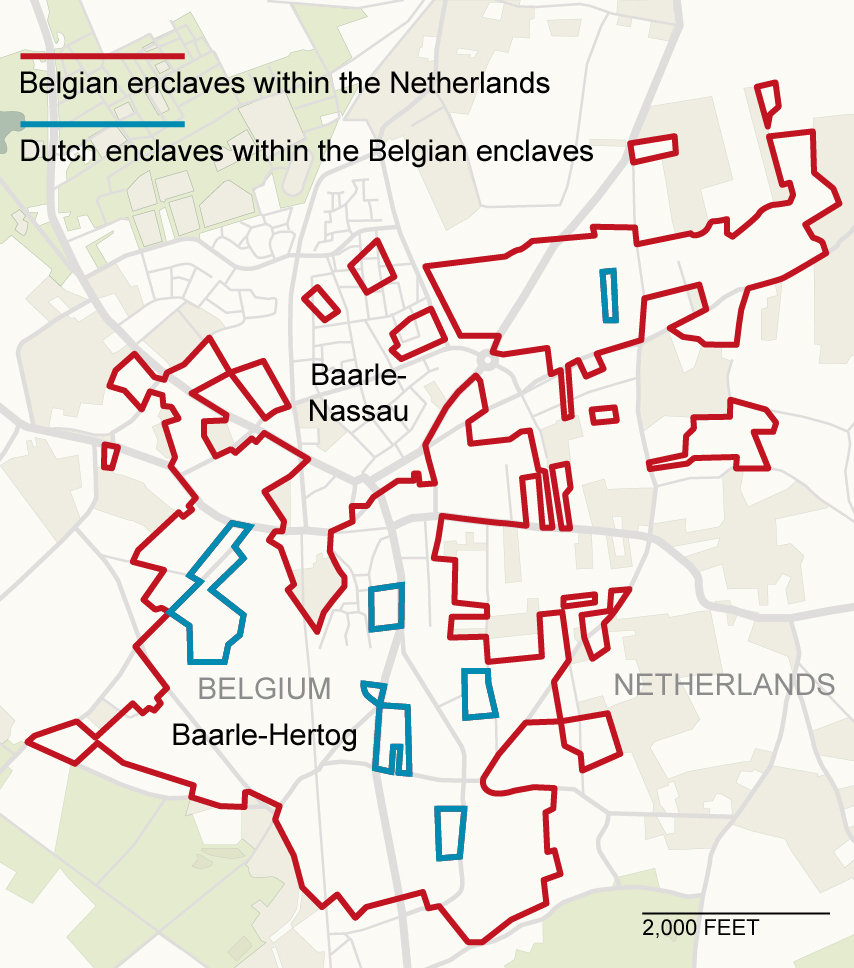 Belgian enclaves within the Netherlands
Dutch enclaves within the Belgian enclaves
Baarle-
Nassau
BELGIUM
NETHERLANDS
Baarle-Hertog
2,000 FEET